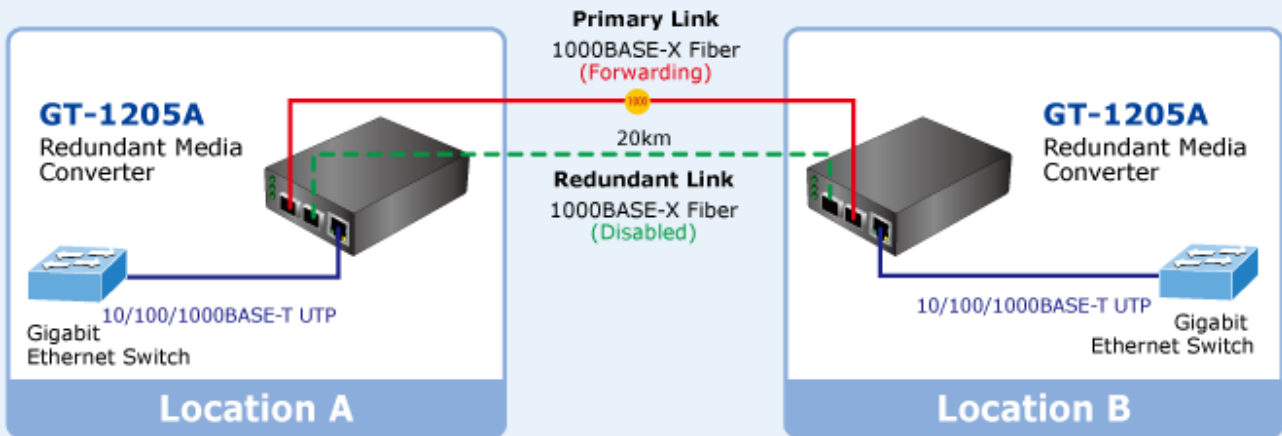 Primary Link
1000BASE-X Fiber
(Forwarding)
1000
20km
Redundant Link
1000BASE-X Fiber
(Disabled)
GT-1205A
Redundant Media
Converter
10/100/1000BASE-T UTP
Gigabit
Ethernet Switch
Location A
GT-1205A
Redundant Media
Converter
10/100/1000BASE-T UTP
Gigabit
Ethernet Switch
Location B